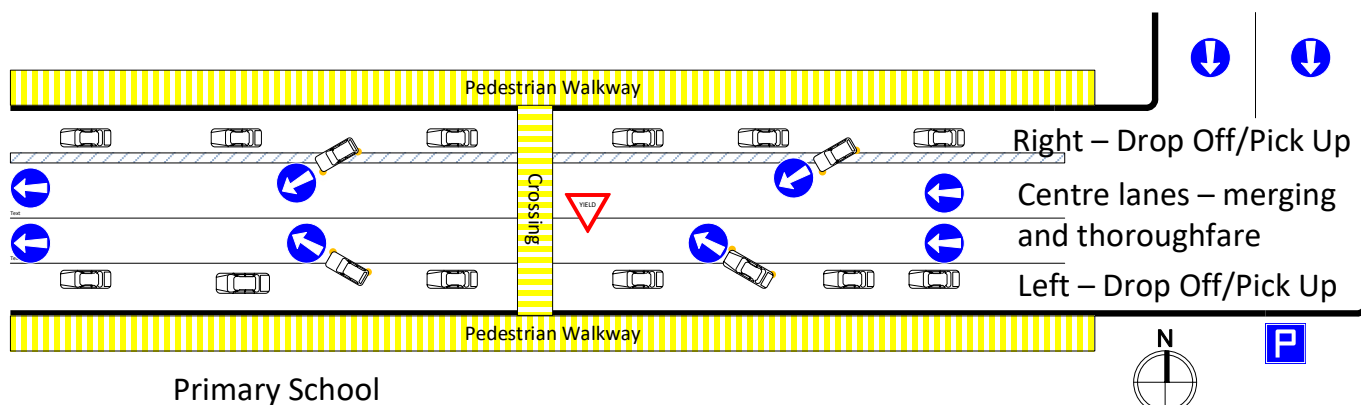 Pedestrian Walkway
Right – Drop Off/Pick Up
Crossing
YIELD
Centre lanes – merging
and thoroughfare
Text
Left – Drop Off/Pick Up
Pedestrian Walkway
N
P
Primary School